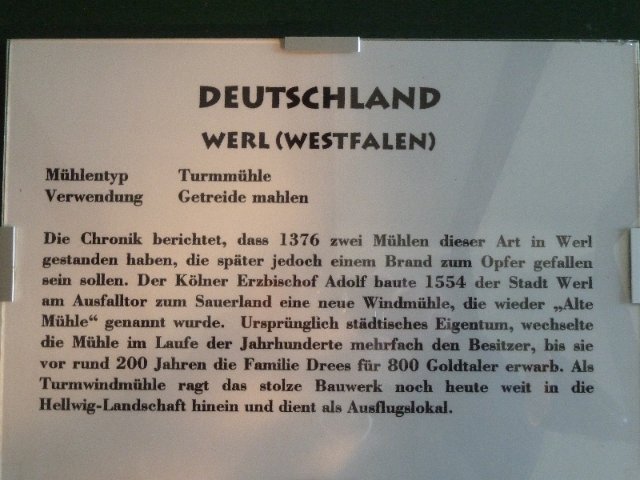 DEUTSCHLAND
WERL (WESTFALEN)
Mühlentyp Turmmühle
Verwendung Getreide mahlen
Die Chronik berichtet, dass 1376 zwei Mühlen dieser Art in Werl
gestanden haben, die später jedoch einem Brand zum Opfer gefallen
sein sollen. Der Kölner Erzbischof Adolf baute 1554 der Stadt Werl
am Ausfalltor zum Sauerland eine neue Windmühle, die wieder „Alte
Mühle“ genannt wurde. Ursprünglich städtisches Eigentum, wechselte
die Mühle im Laufe der Jahrhunderte mehrfach den Besitzer, bis sie
vor rund 200 Jahren die Familie Drees für 800 Goldtaler erwarb. Als
Turmwindmühle ragt das stolze Bauwerk noch heute weit in die
Hellwig-Landschaft hinein und dient als Ausflugslokal.